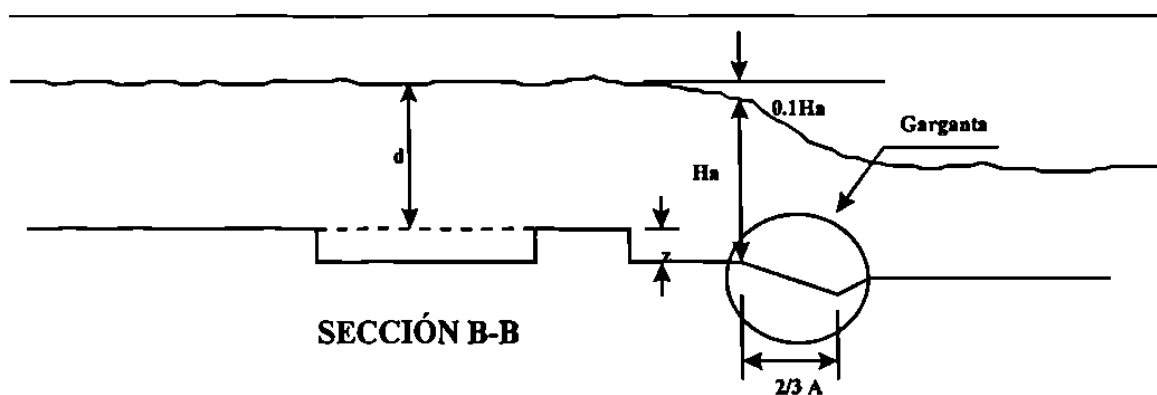 0.1Ha
Garganta
d
Ha
z
SECCIÓN B-B
2/3 A